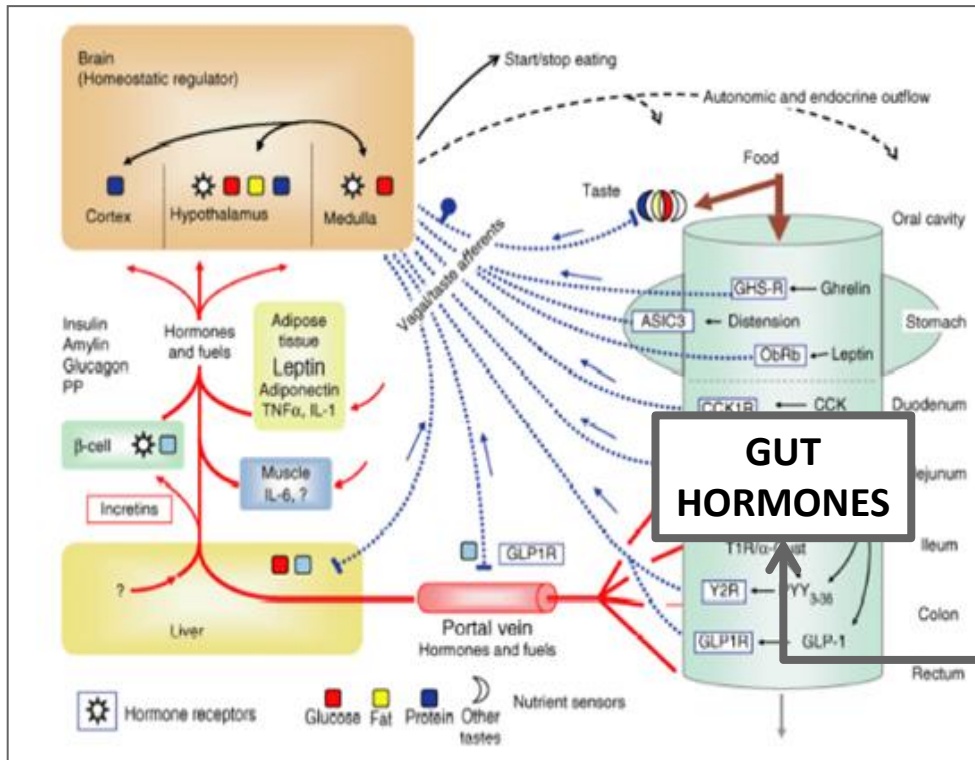 Brain
(Homeostatic regulator)
Start/stop eating
Autonomic and endocrine outflow
Food
Taste
Cortex
Hypothalamus
Medulla
Oral cavity
Vagal/taste afferents
GHS-R
Ghrelin
ASIC3
Distension
Stomach
ObRb
Leptin
CCK1R
CCK
Duodenum
Insulin
Amylin
Glucagon
PP
Hormones
and fuels
Adipose
tissue
Leptin
Adiponectin
TNFα, IL-1
β-cell
Muscle
IL-6, ?
Incretins
GUT
HORMONES
Ileum
GLP1R
T1R/α-
Y2R
PYY3-36
Colon
GLP1R
GLP-1
Rectum
?
Liver
Portal vein
Hormones and fuels
Hormone receptors
Glucose
Fat
Protein
Other
tastes
Nutrient sensors